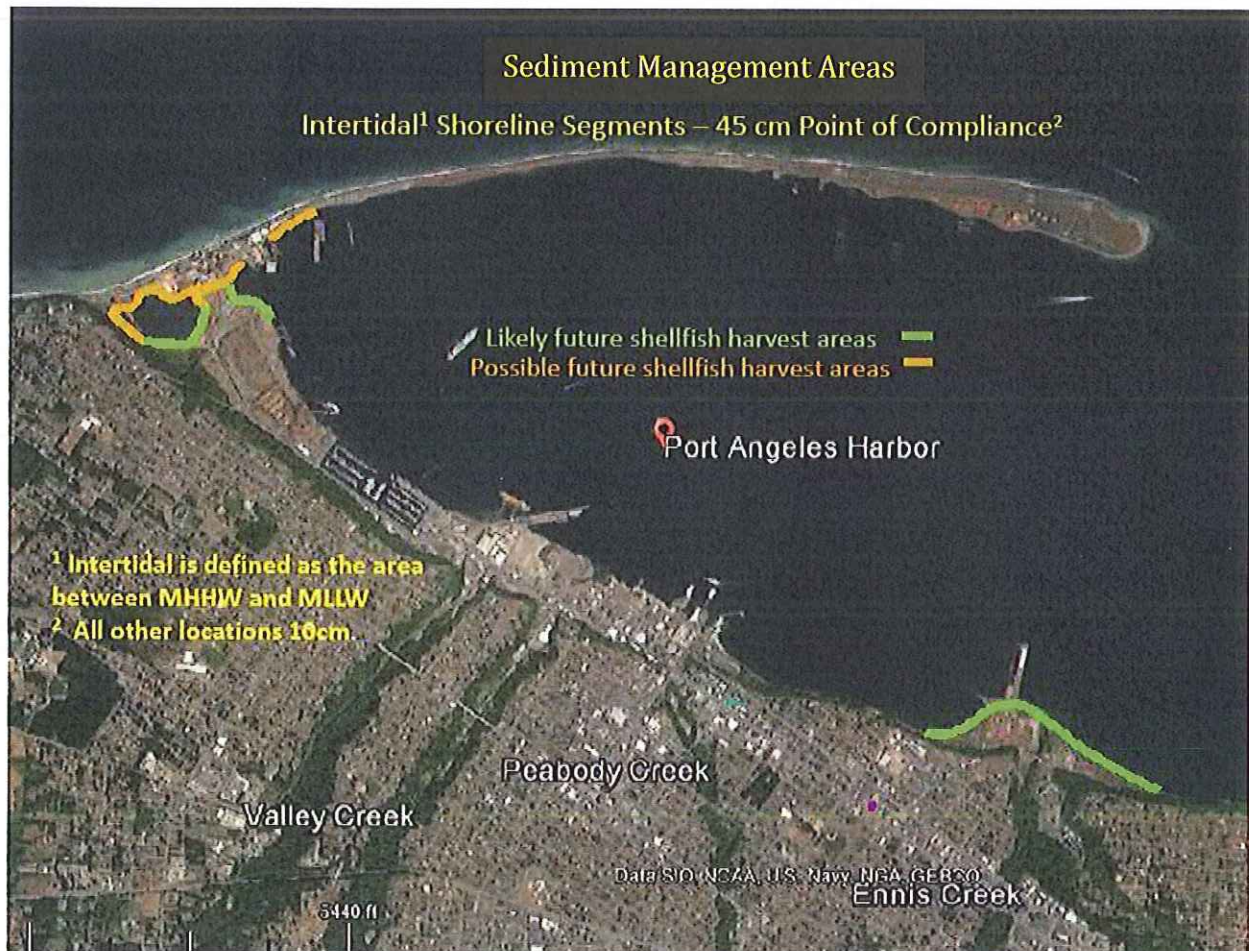 Sediment Management Areas
Intertidal¹ Shoreline Segments – 45 cm Point of Compliance²
Likely future shellfish harvest areas
Possible future shellfish harvest areas
Port Angeles Harbor
¹ Intertidal is defined as the area
between MHHW and MLLW
² All other locations 10cm.
Peabody Creek
Valley Creek
Data SIO, NOAA, U.S. Navy, NGA, GEBCO
Ennis Creek
5440 ft